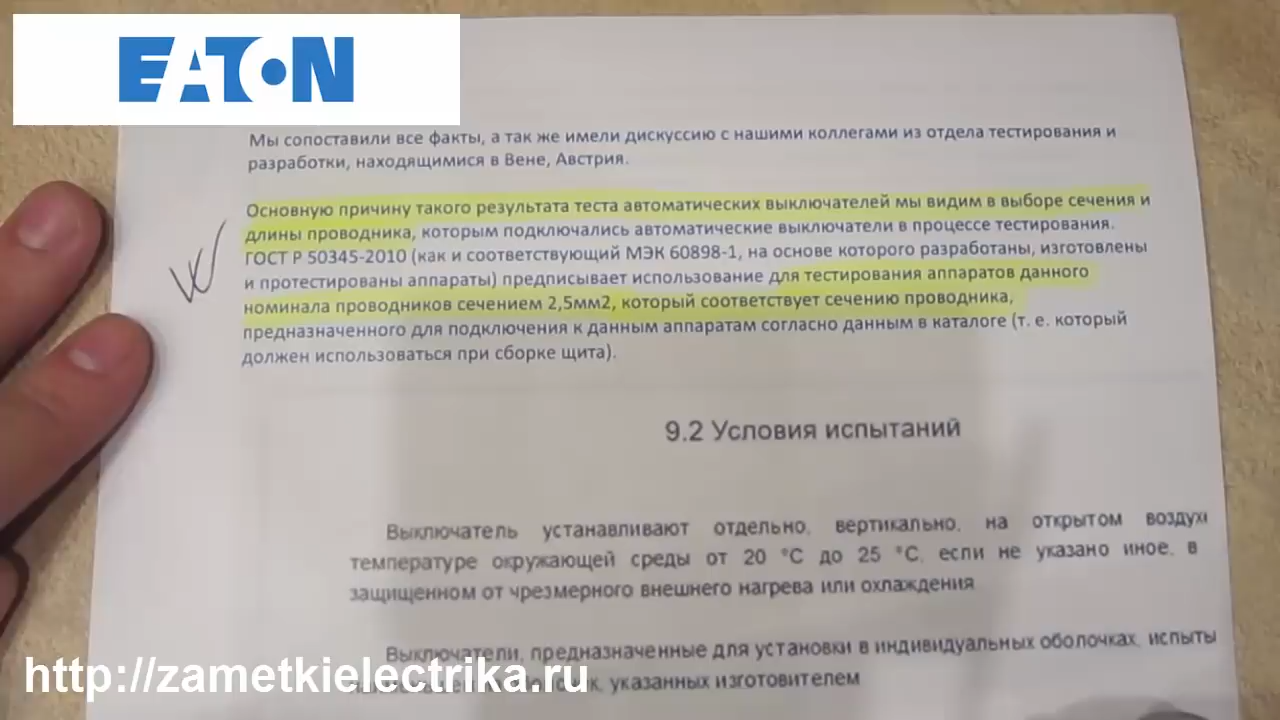 EATON
Мы сопоставили все факты, а так же имели дискуссию с нашими коллегами из отдела тестирования и
разработки, находящимися в Вене, Австрия.
Основную причину такого результата теста автоматических выключателей мы видим в выборе сечения и
длины проводника, которым подключались автоматические выключатели в процессе тестирования.
ГОСТ Р 50345-2010 (как и соответствующий МЭК 60898-1, на основе которого разработаны, изготовлены
и протестированы аппараты) предписывает использование для тестирования аппаратов данного
номинала проводников сечением 2,5мм2, который соответствует сечению проводника,
предназначенного для подключения к данным аппаратам согласно данным в каталоге (т. е. который
должен использоваться при сборке щита).
9.2 Условия испытаний
Выключатель устанавливают отдельно, вертикально, на открытом воздух
температуре окружающей среды от 20 °С до 25 °С, если не указано иное, в
защищенном от чрезмерного внешнего нагрева или охлаждения
Выключатели, предназначенные для установки в индивидуальных оболочках, испыты
указанных изготовителем
http://zametkielectrika.ru